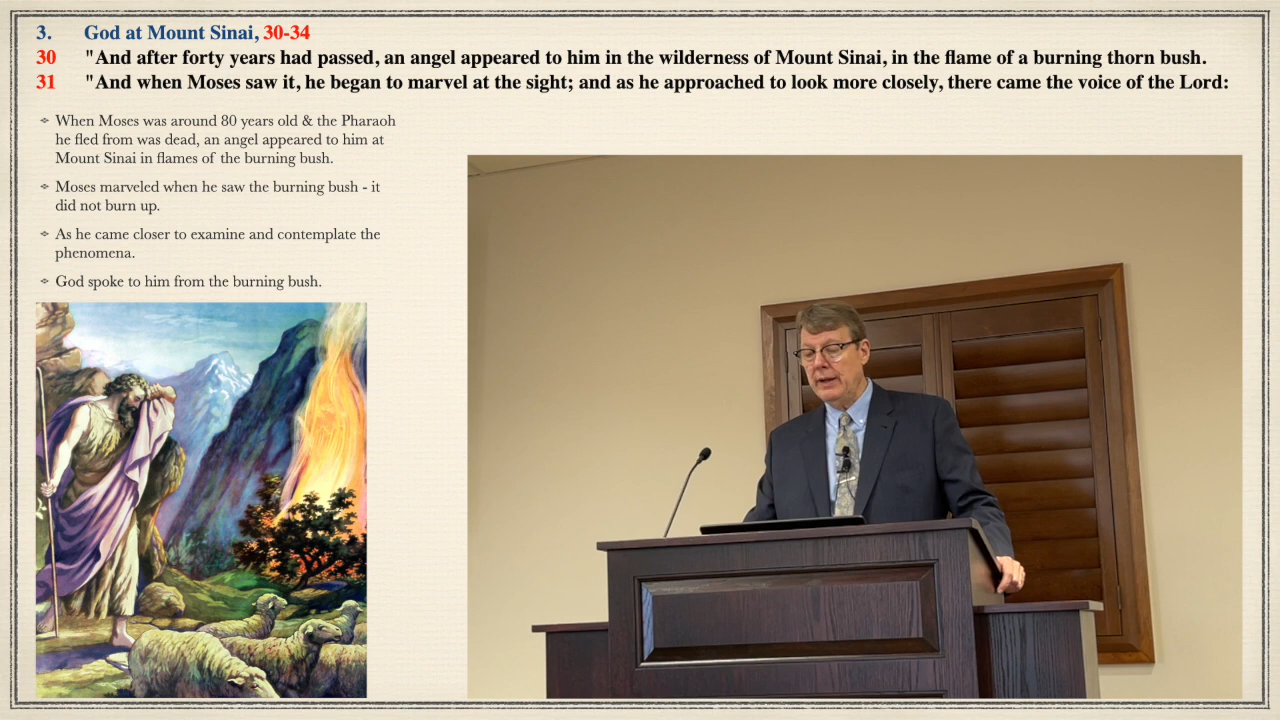 3. God at Mount Sinai, 30-34
30 "And after forty years had passed, an angel appeared to him in the wilderness of Mount Sinai, in the flame of a burning thorn bush.
31 "And when Moses saw it, he began to marvel at the sight; and as he approached to look more closely, there came the voice of the Lord:
When Moses was around 80 years old & the Pharaoh
he fled from was dead, an angel appeared to him at
Mount Sinai in flames of the burning bush.
Moses marveled when he saw the burning bush - it
did not burn up.
As he came closer to examine and contemplate the
phenomena.
God spoke to him from the burning bush.